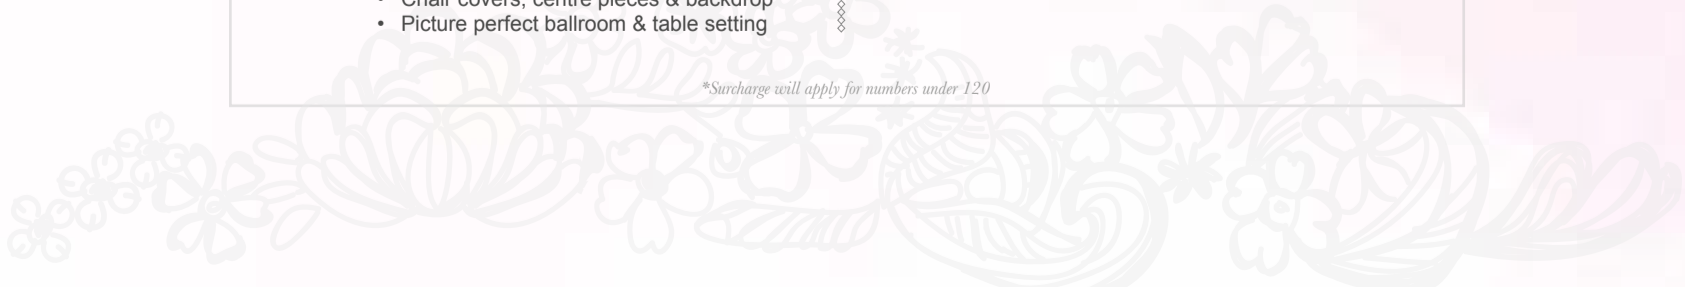 • Chair covers, centre pieces & backdrop
• Picture perfect ballroom & table setting
*Surcharge will apply for numbers under 120